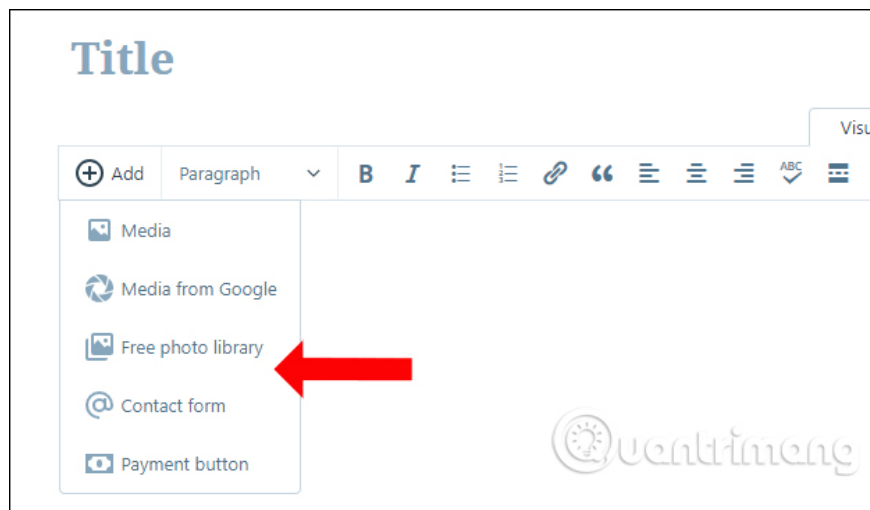 Title
Visu
Add Paragraph B I ABC
Media
Media from Google
Free photo library
Contact form
Payment button
Quantrimang